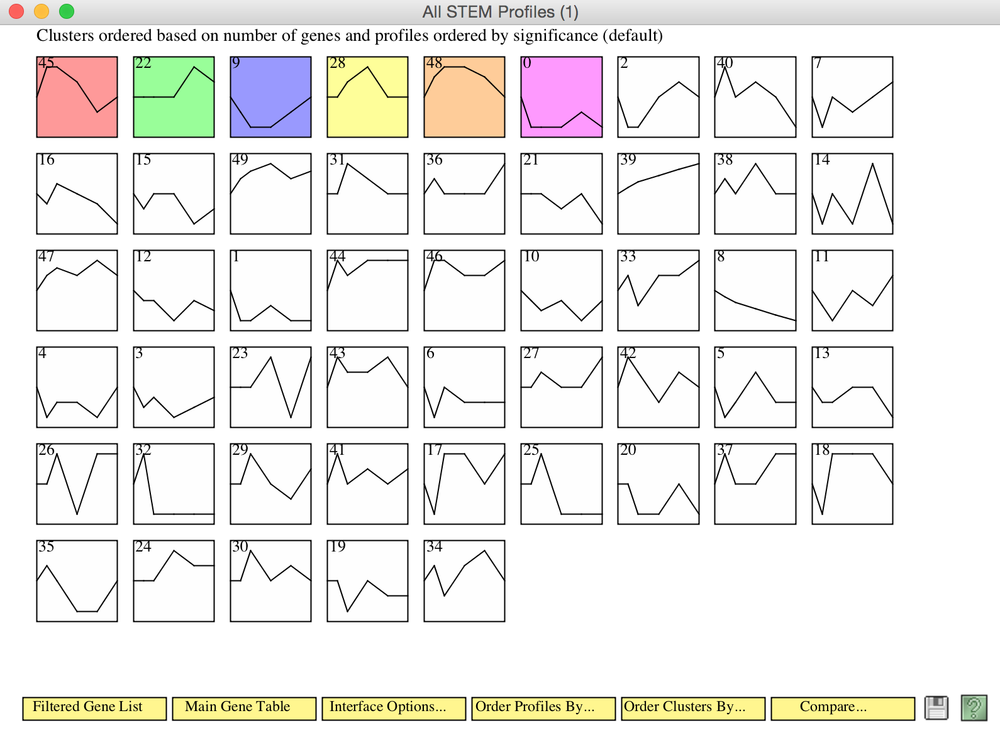 All STEM Profiles (1)
Clusters ordered based on number of genes and profiles ordered by significance (default)
45 22 9 28 48 0 2 40 7
16 15 49 31 36 21 39 38 14
47 12 1 44 46 10 33 8 11
4 3 23 43 6 27 42 5 13
26 32 29 41 17 25 20 37 18
35 24 30 19 34
Filtered Gene List Main Gene Table Interface Options... Order Profiles By... Order Clusters By... Compare... ?